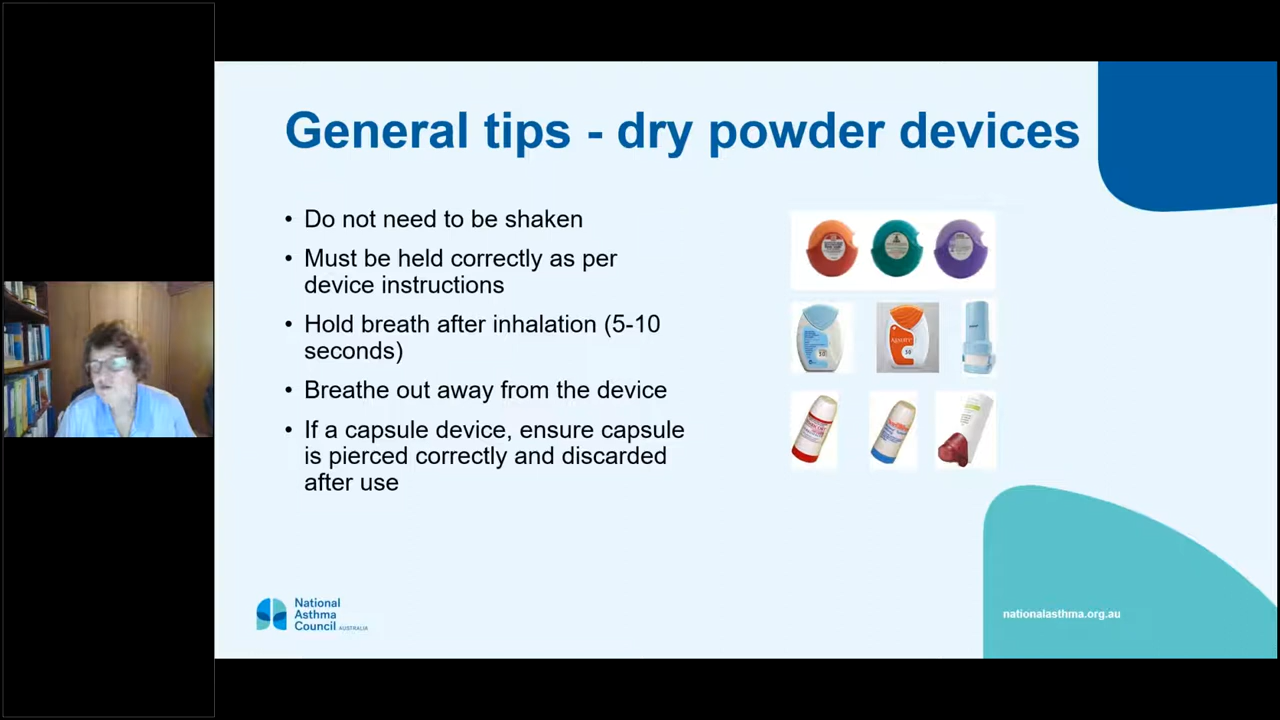 General tips - dry powder devices
• Do not need to be shaken
• Must be held correctly as per
device instructions
• Hold breath after inhalation (5-10
seconds)
• Breathe out away from the device
• If a capsule device, ensure capsule
is pierced correctly and discarded
after use
National
Asthma
Council AUSTRALIA
nationalasthma.org.au